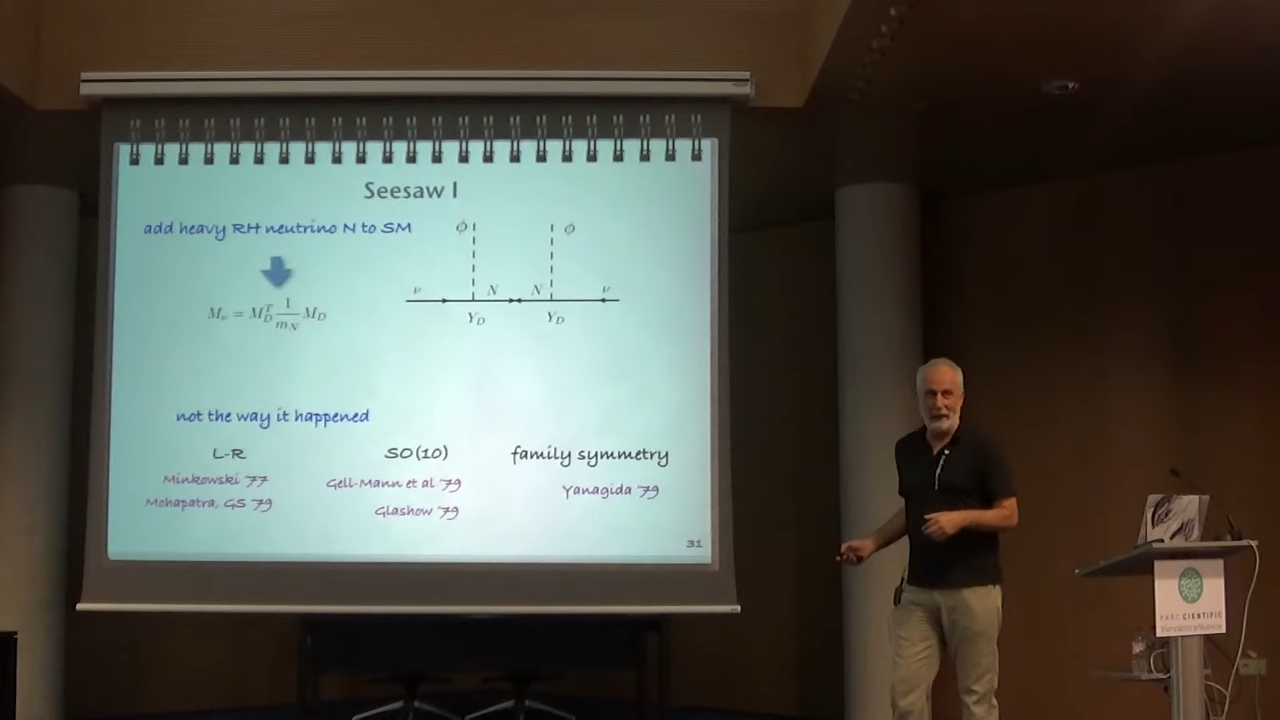 Seesaw I
add heavy RH neutrino N to SM
ϕ ϕ
ν N N ν
Y_D Y_D
M_ν = M_D^T 1/m_N M_D
not the way it happened
L-R SO(10) family symmetry
Minkowski 77 Gell-Mann et al 79 Yanagida 79
Mohapatra, GS 79 Glashow 79
31
PARC CIENTIFIC